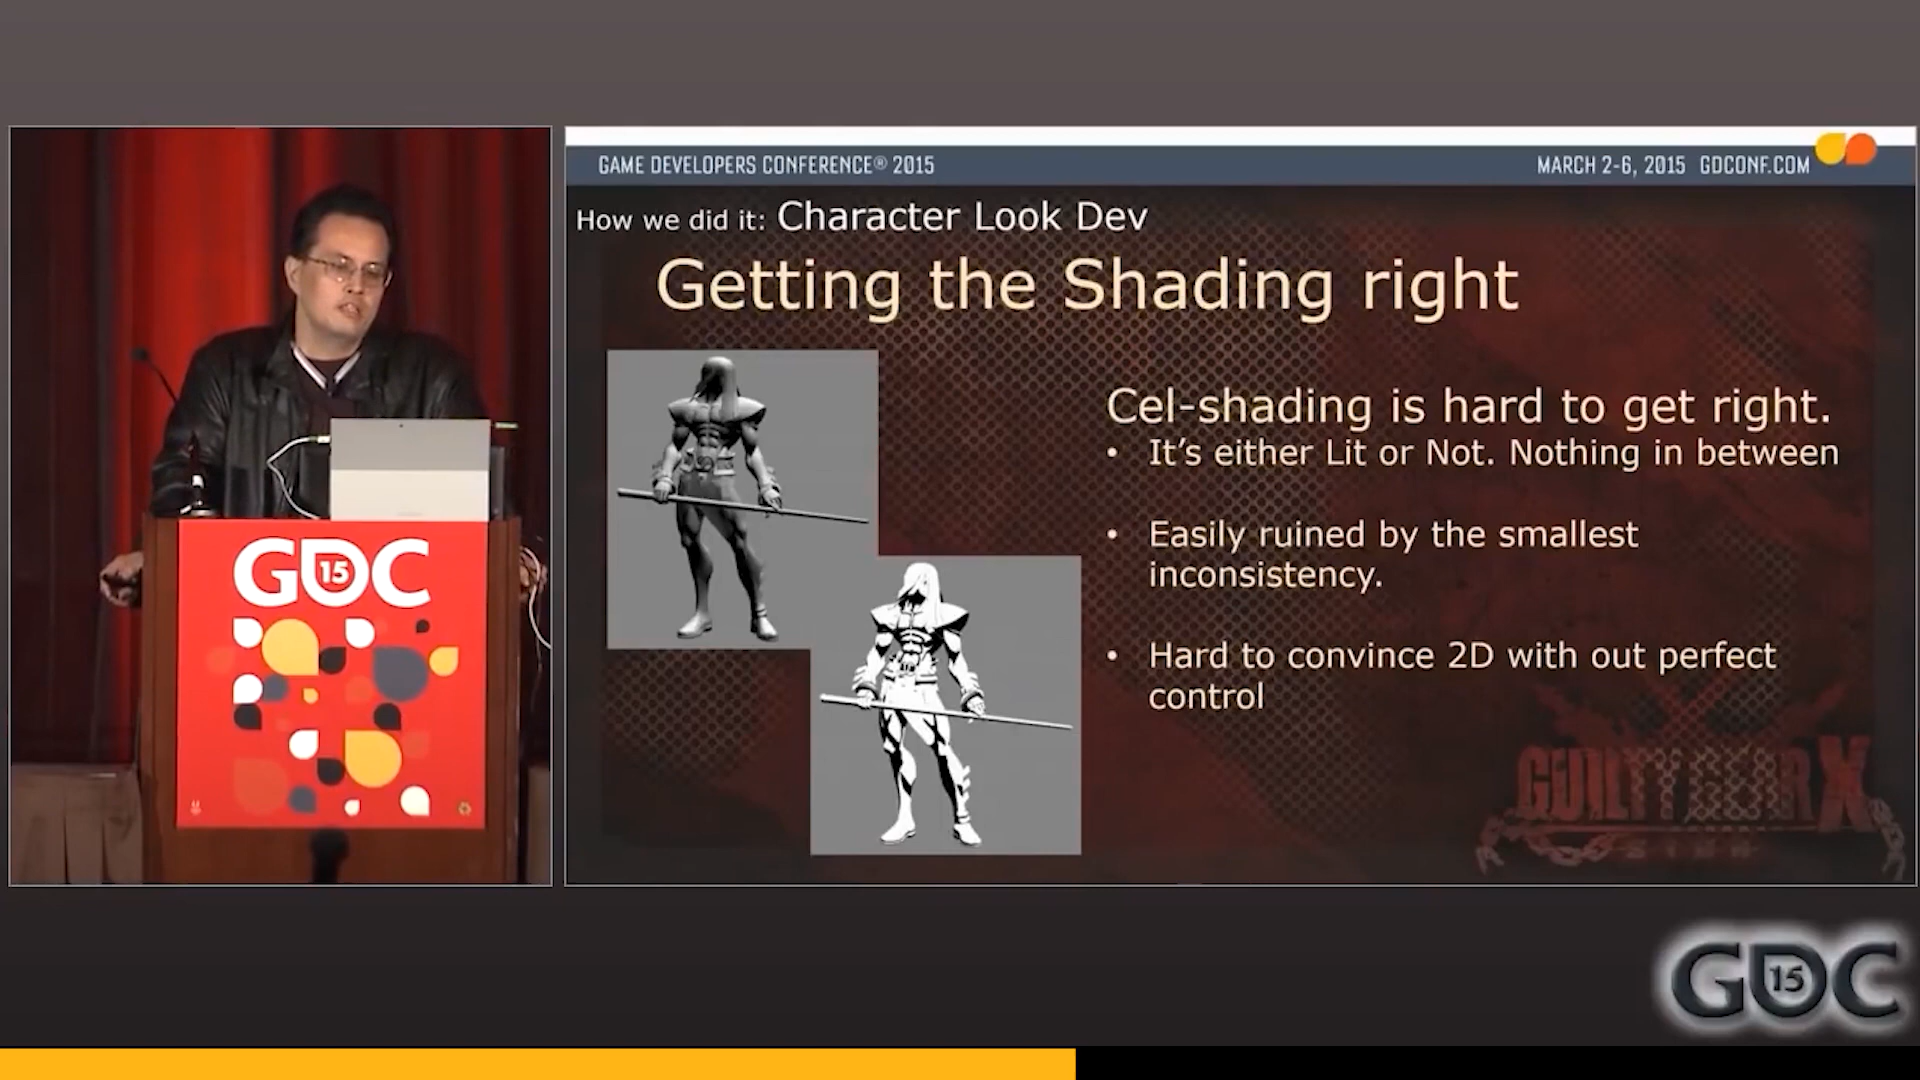 GAME DEVELOPERS CONFERENCE® 2015
MARCH 2-6, 2015 GDCONF.COM
How we did it: Character Look Dev
Getting the Shading right
Cel-shading is hard to get right.
• It’s either Lit or Not. Nothing in between
• Easily ruined by the smallest
inconsistency.
• Hard to convince 2D with out perfect
control
GUILTY GEAR X
GDC
15
GDC
15